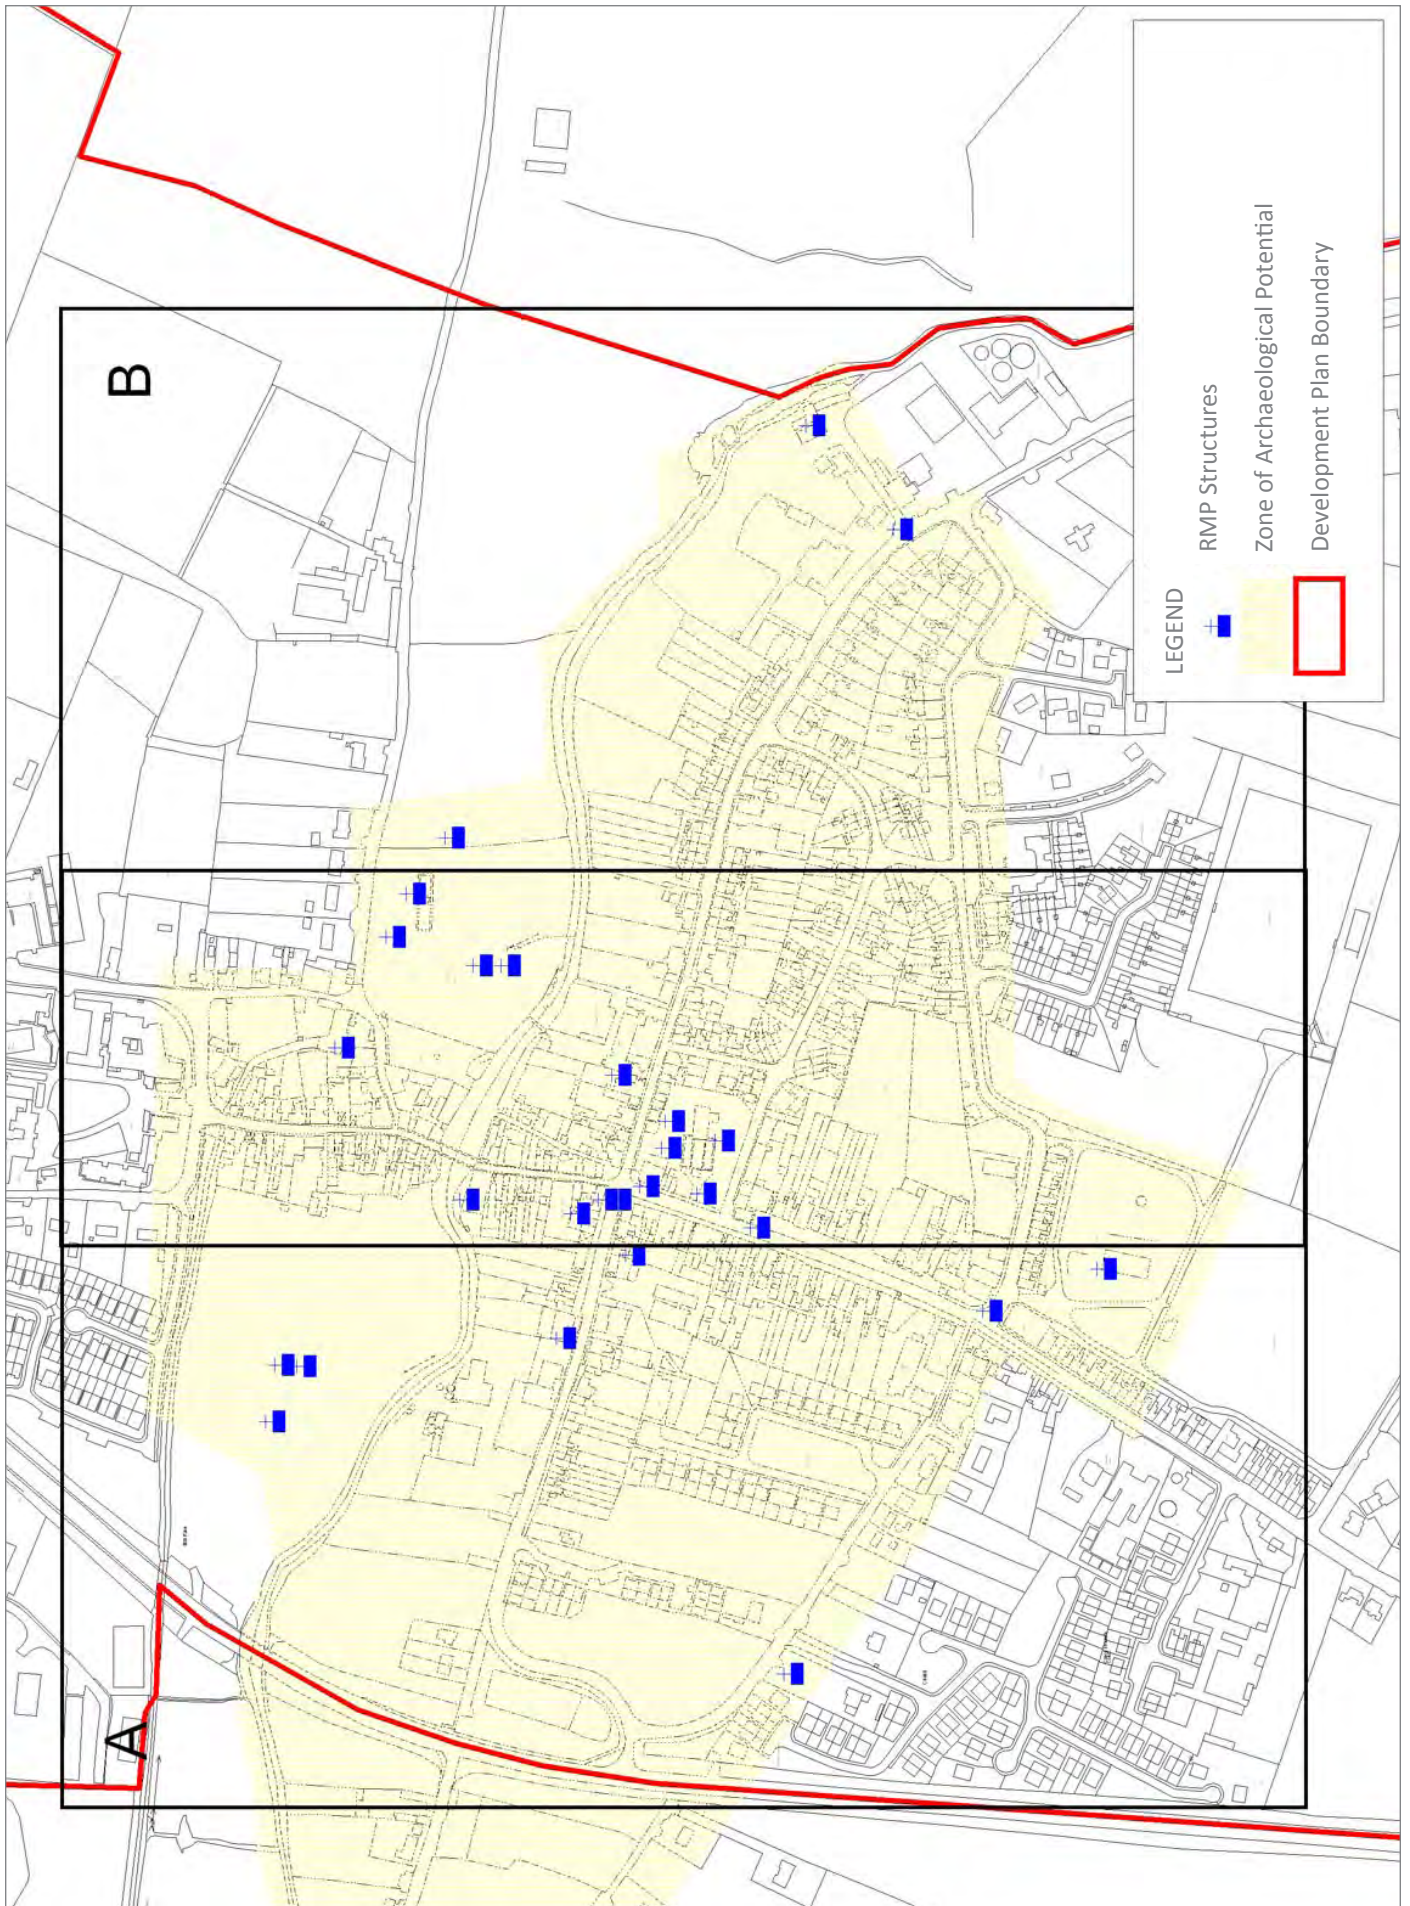 A
B
LEGEND
RMP Structures
Zone of Archaeological Potential
Development Plan Boundary